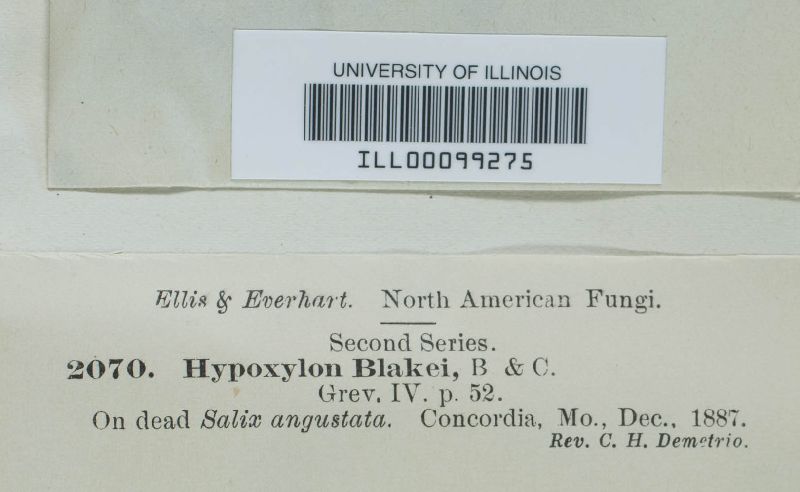 UNIVERSITY OF ILLINOIS
ILL00099275
Ellis & Everhart. North American Fungi.
Second Series.
2070. Hypoxylon Blakei, B & C.
Grev. IV. p. 52.
On dead Salix angustata. Concordia, Mo., Dec., 1887.
Rev. C. H. Demetrio.